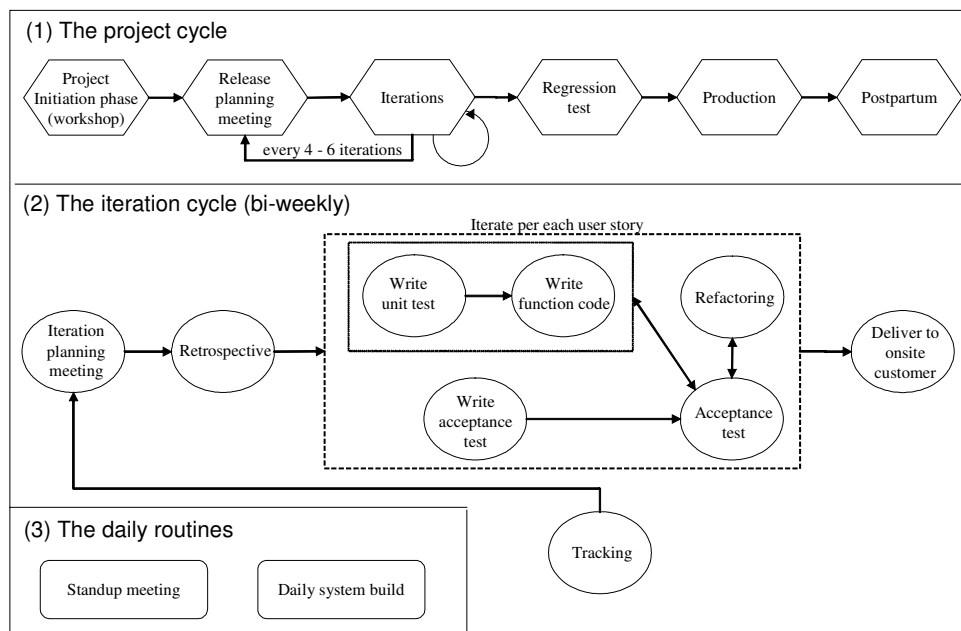 (1) The project cycle
Project
Initiation phase
(workshop)
Release
planning
meeting
Iterations
Regression
test
Production
Postpartum
every 4 - 6 iterations
(2) The iteration cycle (bi-weekly)
Iterate per each user story
Write
unit test
Write
function code
Refactoring
Iteration
planning
meeting
Retrospective
Deliver to
onsite
customer
Write
acceptance
test
Acceptance
test
(3) The daily routines
Tracking
Standup meeting
Daily system build